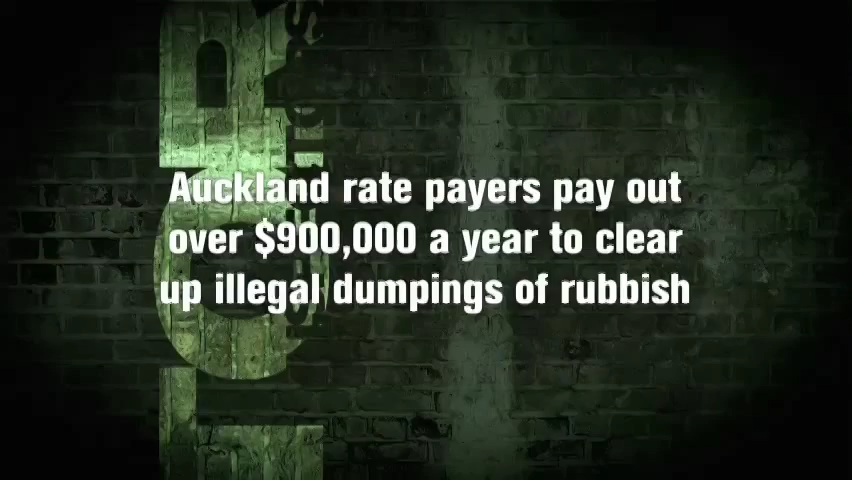 Auckland rate payers pay out
over $900,000 a year to clear
up illegal dumpings of rubbish